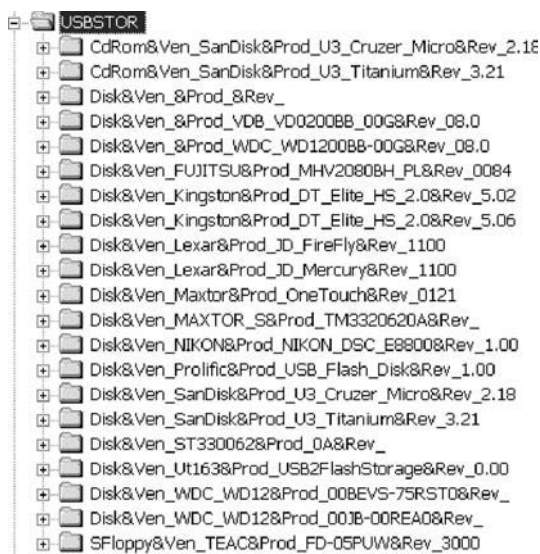 USBSTOR
CdRom&Ven_SanDisk&Prod_U3_Cruzer_Micro&Rev_2.18
CdRom&Ven_SanDisk&Prod_U3_Titanium&Rev_3.21
Disk&Ven_&Prod_&Rev_
Disk&Ven_&Prod_VDB_VD0200BB_00G&Rev_08.0
Disk&Ven_&Prod_WDC_WD1200BB-00G&Rev_08.0
Disk&Ven_FUJITSU&Prod_MHV2080BH_PL&Rev_0084
Disk&Ven_Kingston&Prod_DT_Elite_HS_2.0&Rev_5.02
Disk&Ven_Kingston&Prod_DT_Elite_HS_2.0&Rev_5.06
Disk&Ven_Lexar&Prod_JD_FireFly&Rev_1100
Disk&Ven_Lexar&Prod_JD_Mercury&Rev_1100
Disk&Ven_Maxtor&Prod_OneTouch&Rev_0121
Disk&Ven_MAXTOR_S&Prod_TM3320620A&Rev_
Disk&Ven_NIKON&Prod_NIKON_DSC_E8800&Rev_1.00
Disk&Ven_Prolific&Prod_USB_Flash_Disk&Rev_1.00
Disk&Ven_SanDisk&Prod_U3_Cruzer_Micro&Rev_2.18
Disk&Ven_SanDisk&Prod_U3_Titanium&Rev_3.21
Disk&Ven_ST330062&Prod_0A&Rev_
Disk&Ven_Ut163&Prod_USB2FlashStorage&Rev_0.00
Disk&Ven_WDC_WD12&Prod_00BEVS-75RST0&Rev_
Disk&Ven_WDC_WD12&Prod_00JB-00REA0&Rev_
SFloppy&Ven_TEAC&Prod_FD-05PUW&Rev_3000